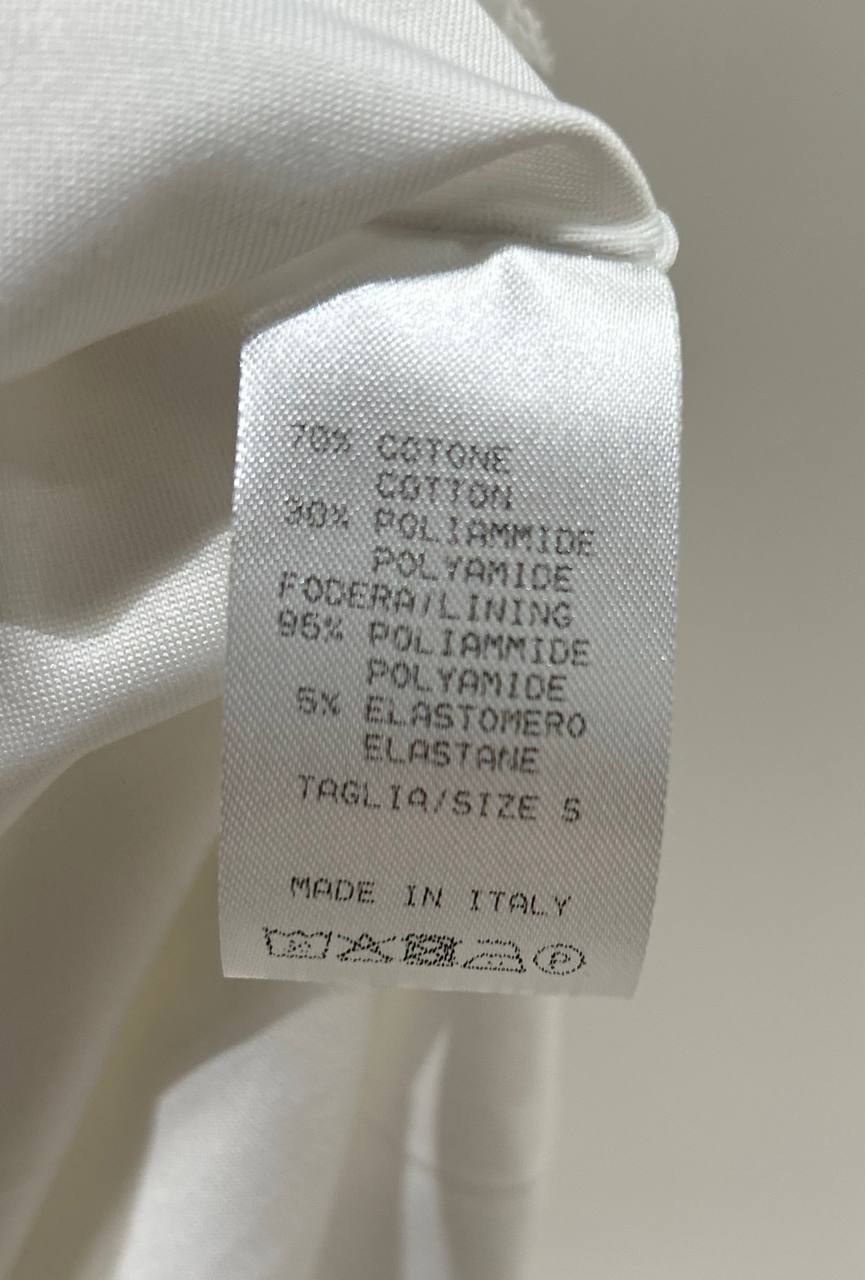 70% COTONE
COTTON
30% POLIAMMIDE
POLYAMIDE
FODERA/LINING
95% POLIAMMIDE
POLYAMIDE
5% ELASTOMERO
ELASTANE
TAGLIA/SIZE S
MADE IN ITALY
P